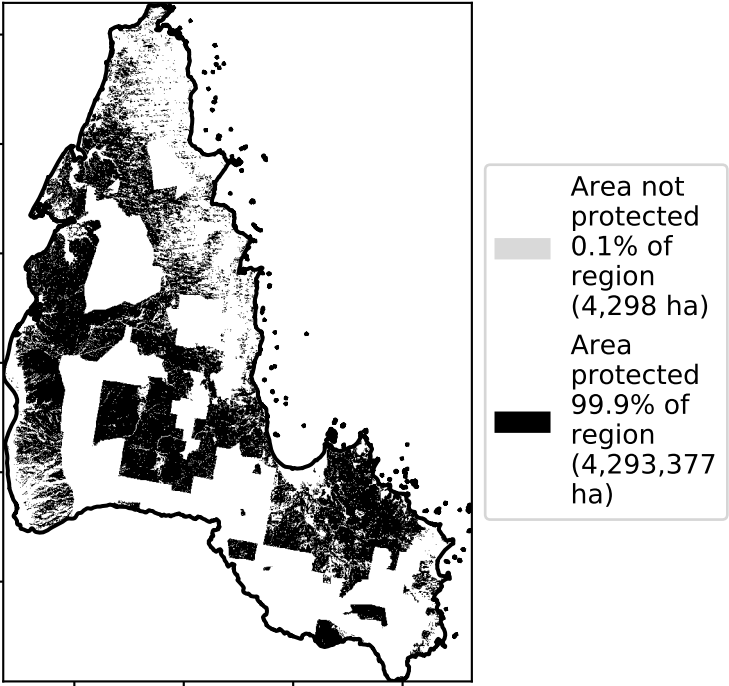 Area not
protected
0.1% of
region
(4,298 ha)
Area
protected
99.9% of
region
(4,293,377
ha)